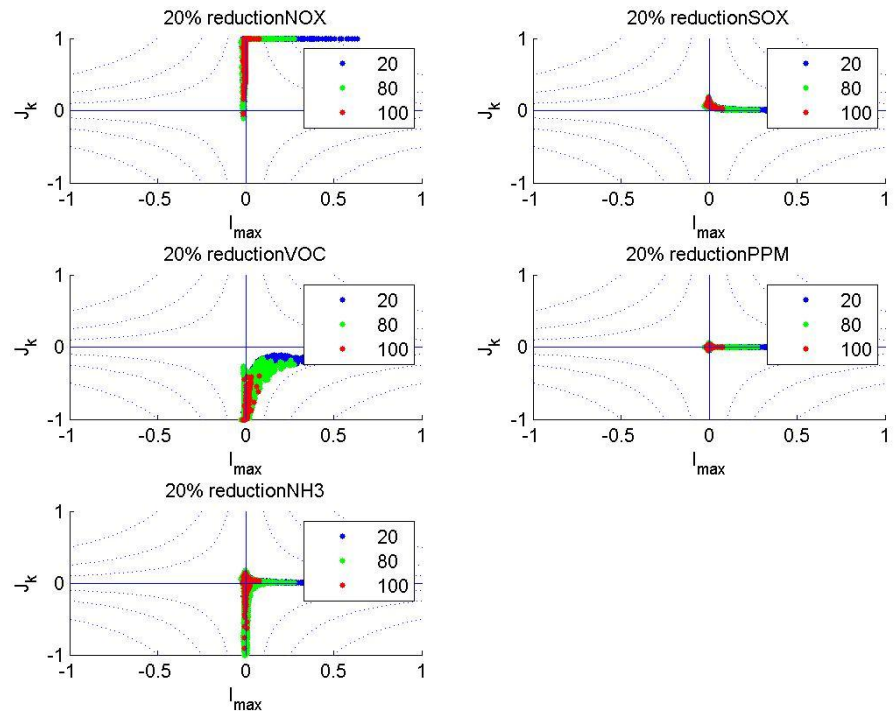 20% reductionNOX
1
0
-1
J_k
-1 -0.5 0 0.5 1
I_max
20
80
100
20% reductionSOX
1
0
-1
J_k
-1 -0.5 0 0.5 1
I_max
20
80
100
20% reductionVOC
1
0
-1
J_k
-1 -0.5 0 0.5 1
I_max
20
80
100
20% reductionPPM
1
0
-1
J_k
-1 -0.5 0 0.5 1
I_max
20
80
100
20% reductionNH3
1
0
-1
J_k
-1 -0.5 0 0.5 1
I_max
20
80
100